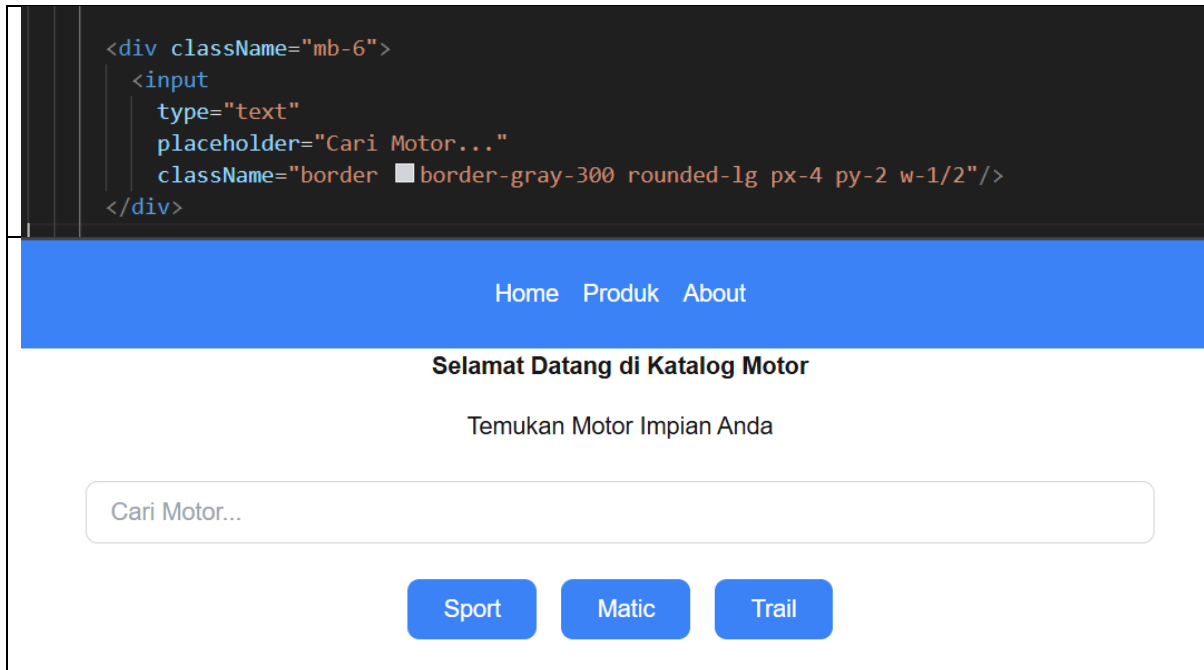 <div className="mb-6">
<input
type="text"
placeholder="Cari Motor..."
className="border border-gray-300 rounded-lg px-4 py-2 w-1/2"/>
</div>
Home Produk About
Selamat Datang di Katalog Motor
Temukan Motor Impian Anda
Cari Motor...
Sport Matic Trail